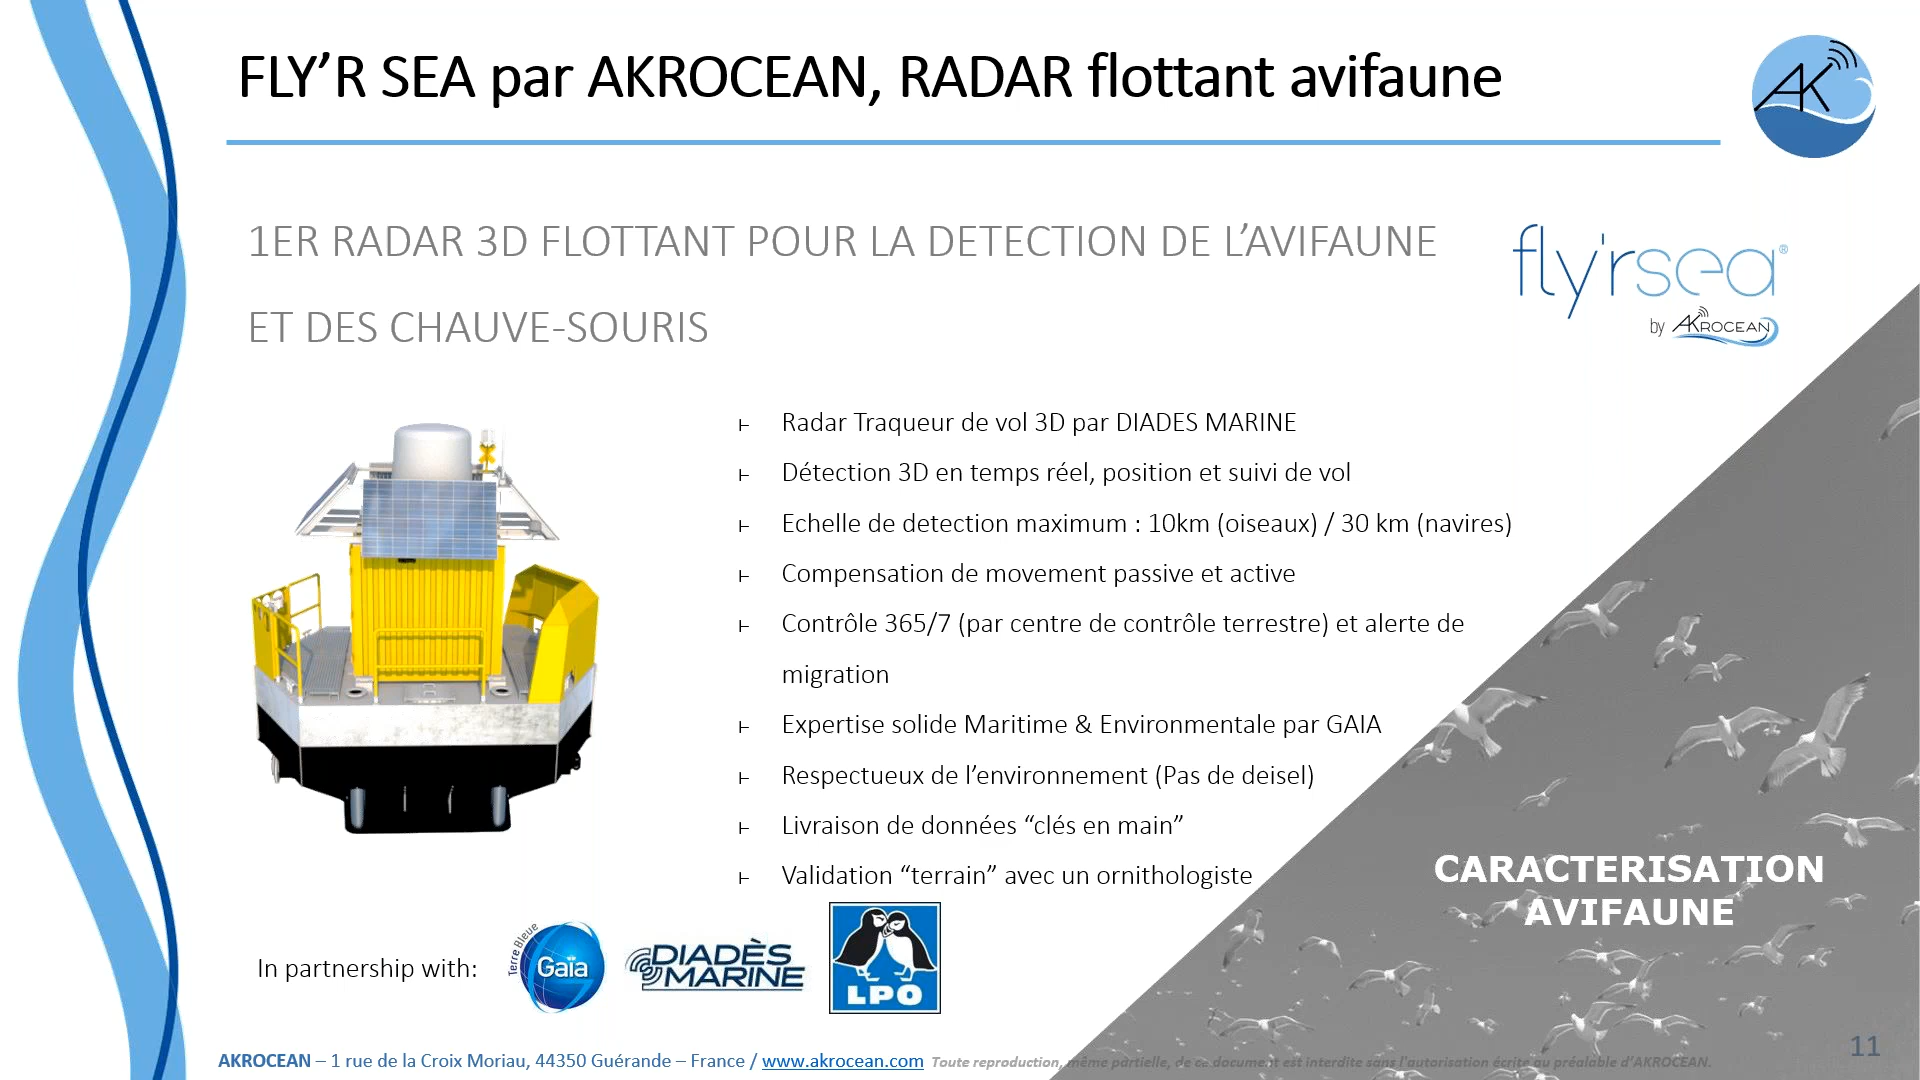 FLY’R SEA par AKROCEAN, RADAR flottant avifaune
AK
1ER RADAR 3D FLOTTANT POUR LA DETECTION DE L’AVIFAUNE
ET DES CHAUVE-SOURIS
fly'rsea®
by AKROCEAN
Radar Traqueur de vol 3D par DIADES MARINE
Détection 3D en temps réel, position et suivi de vol
Echelle de detection maximum : 10km (oiseaux) / 30 km (navires)
Compensation de movement passive et active
Contrôle 365/7 (par centre de contrôle terrestre) et alerte de
migration
Expertise solide Maritime & Environmentale par GAIA
Respectueux de l’environnement (Pas de deisel)
Livraison de données “clés en main”
Validation “terrain” avec un ornithologiste
CARACTERISATION
AVIFAUNE
In partnership with:
Terre Bleue
Gaïa
DIADÈS
MARINE
LPO
AKROCEAN – 1 rue de la Croix Moriau, 44350 Guérande – France / www.akrocean.com Toute reproduction, même partielle, de ce document est interdite sans l'autorisation écrite au préalable d’AKROCEAN.
11